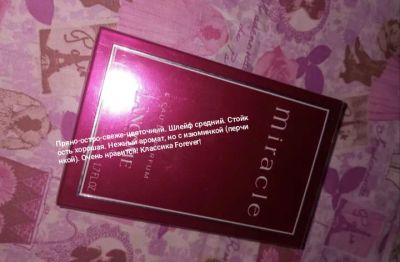 Пряно-остро-свеже-цветочный. Шлейф средний. Стойк
ость хорошая. Нежный аромат, но с изюминкой (перчи
нкой). Очень нравится! Классика Forever!
miracle